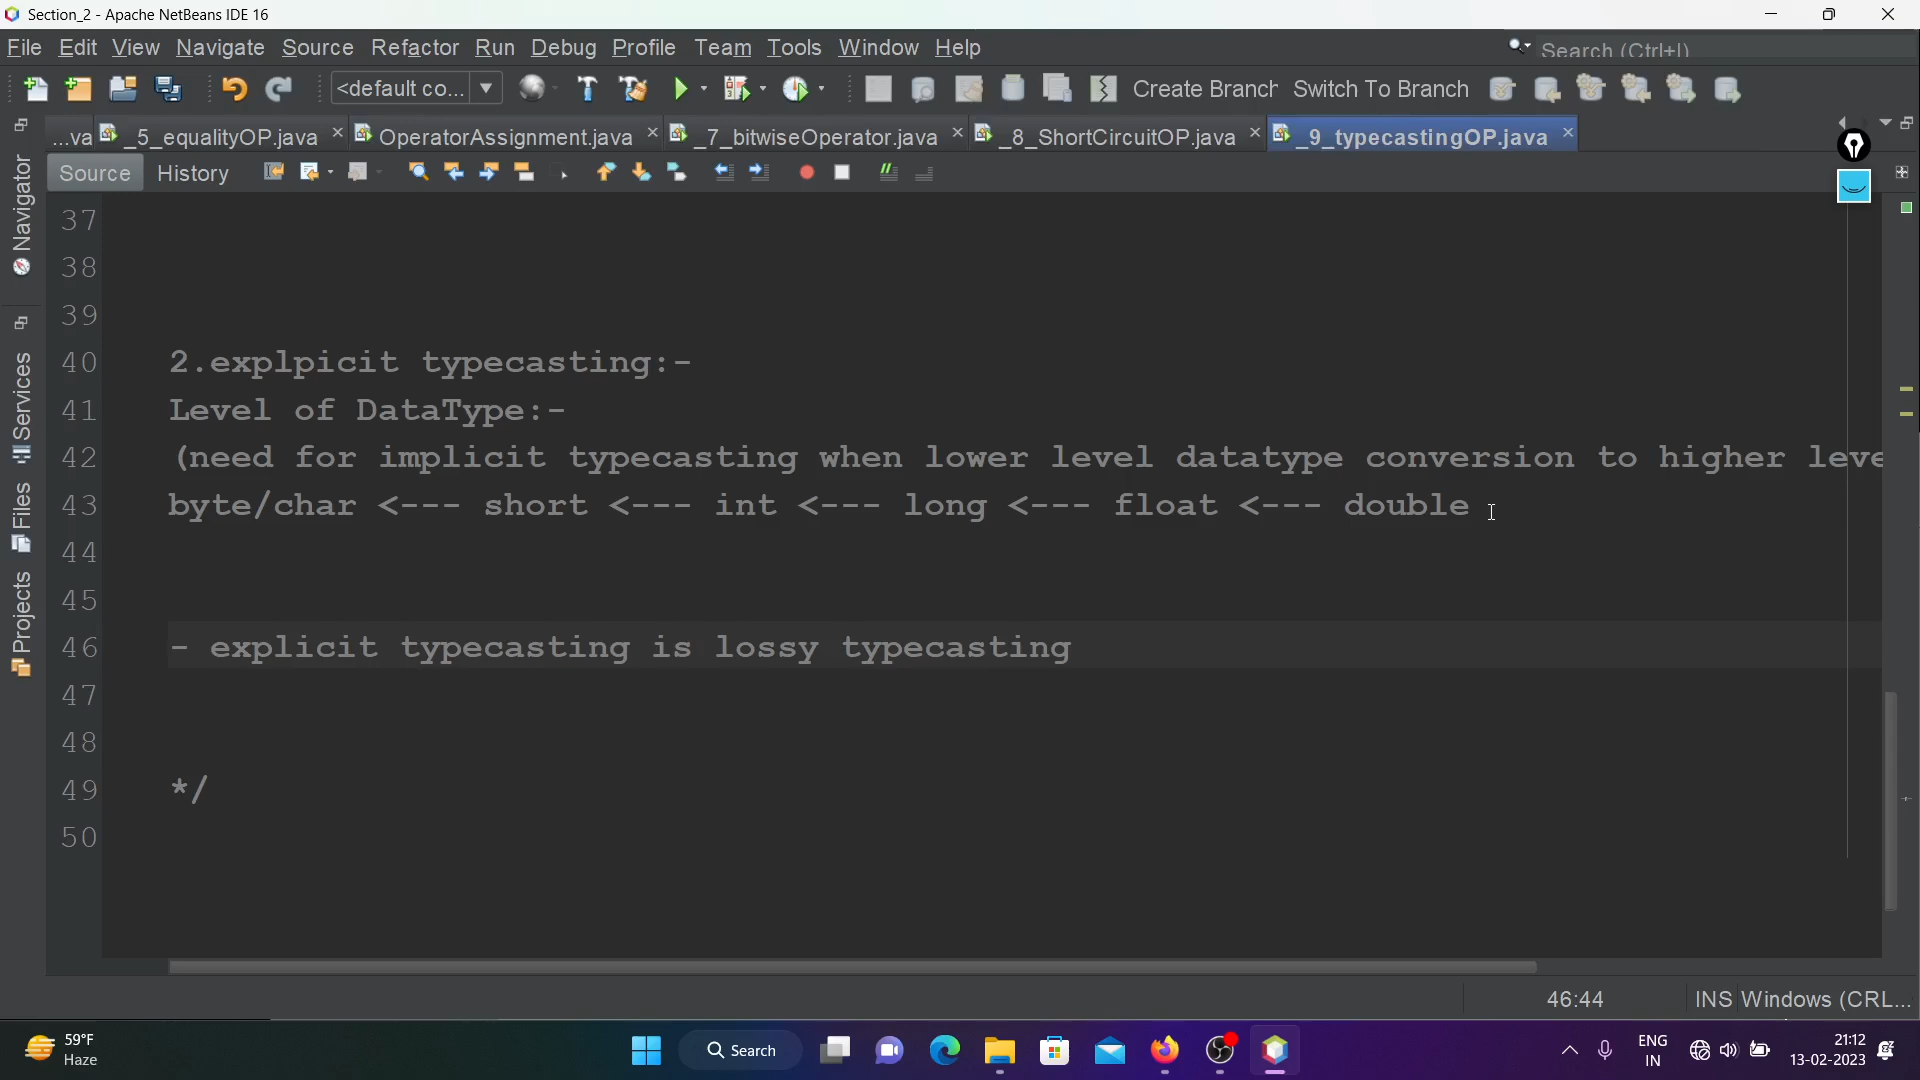 Section_2 - Apache NetBeans IDE 16
File Edit View Navigate Source Refactor Run Debug Profile Team Tools Window Help
Search (Ctrl+I)
<default co...
Create Branch Switch To Branch
...va _5_equalityOP.java OperatorAssignment.java _7_bitwiseOperator.java _8_ShortCircuitOP.java _9_typecastingOP.java
Source History
Navigator
Services
Files
Projects
37
38
39
40 2.explpicit typecasting:-
41 Level of DataType:-
42 (need for implicit typecasting when lower level datatype conversion to higher leve
43 byte/char <--- short <--- int <--- long <--- float <--- double
44
45
46 - explicit typecasting is lossy typecasting
47
48
49 */
50
46:44 INS Windows (CRL...
59°F
Haze
Search
ENG
IN
21:12
13-02-2023